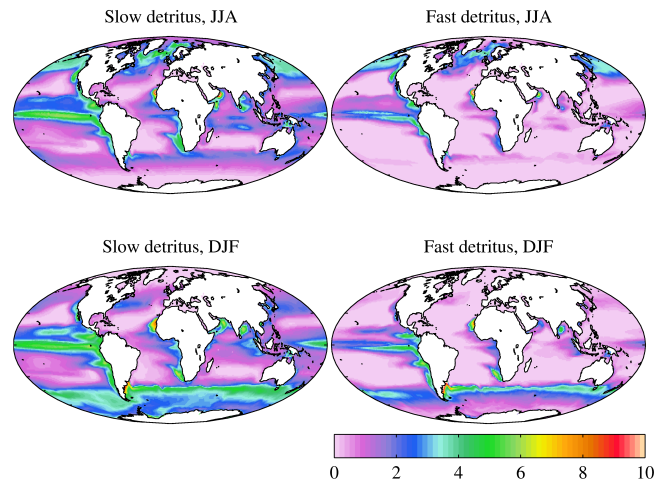 Slow detritus, JJA
Fast detritus, JJA
Slow detritus, DJF
Fast detritus, DJF
0 2 4 6 8 10